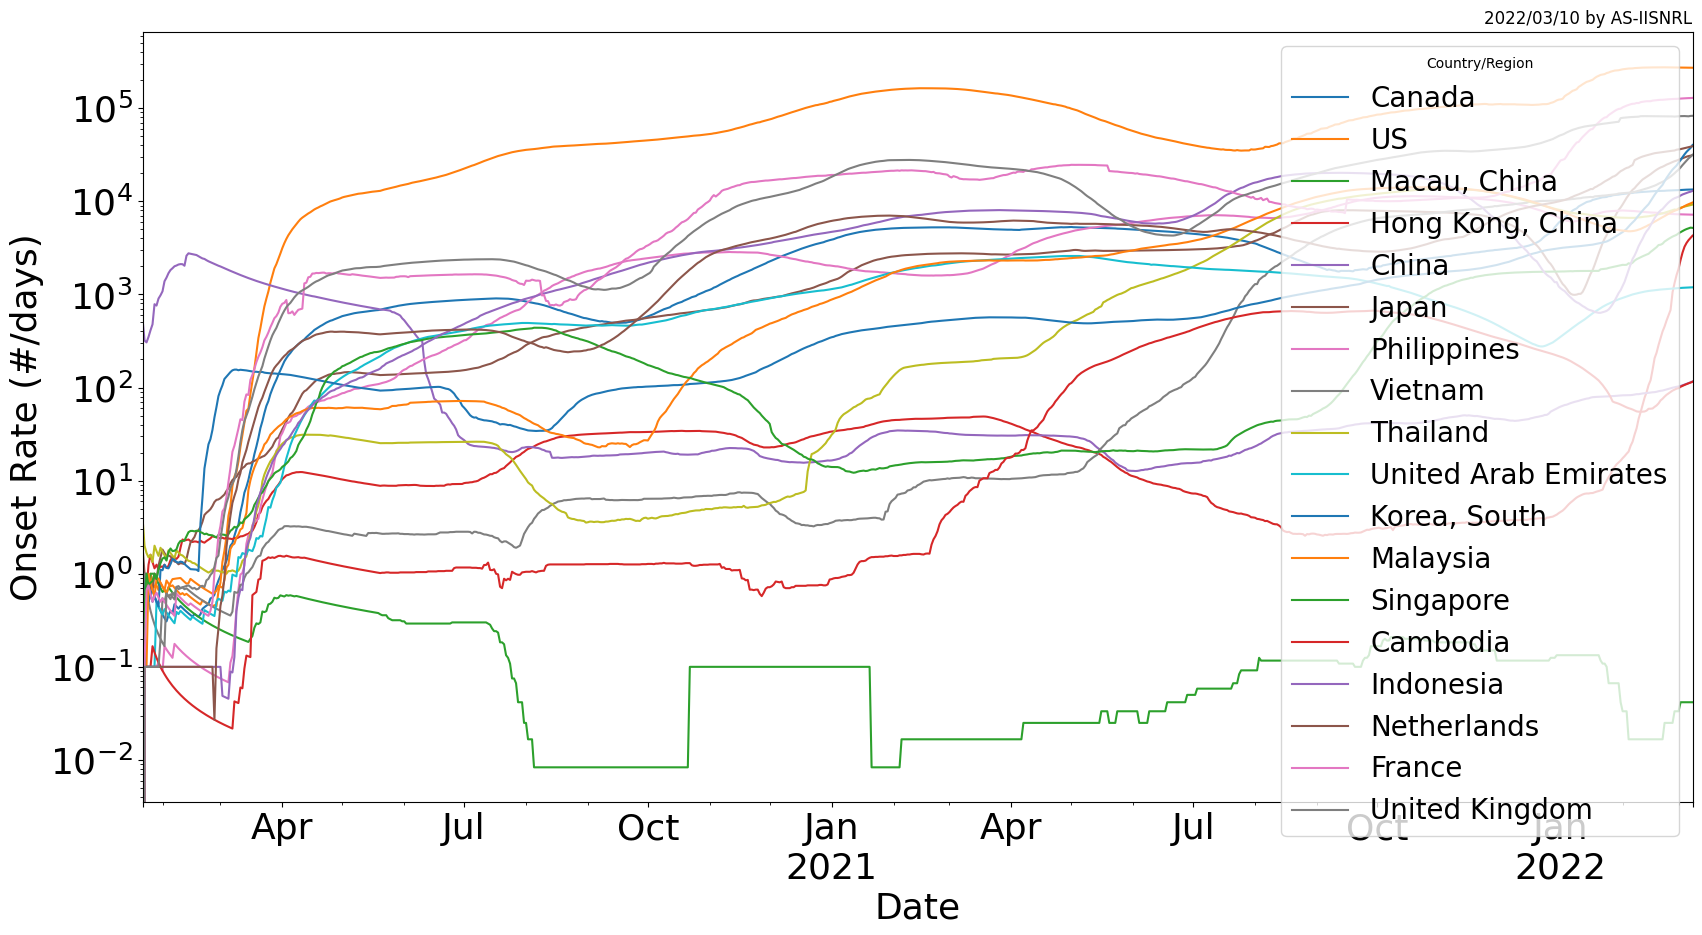 2022/03/10 by AS-IISNRL
Onset Rate (#/days)
10^5
10^4
10^3
10^2
10^1
10^0
10^−1
10^−2
Country/Region
Canada
US
Macau, China
Hong Kong, China
China
Japan
Philippines
Vietnam
Thailand
United Arab Emirates
Korea, South
Malaysia
Singapore
Cambodia
Indonesia
Netherlands
France
United Kingdom
Apr Jul Oct Jan Apr Jul Oct Jan
2021 2022
Date